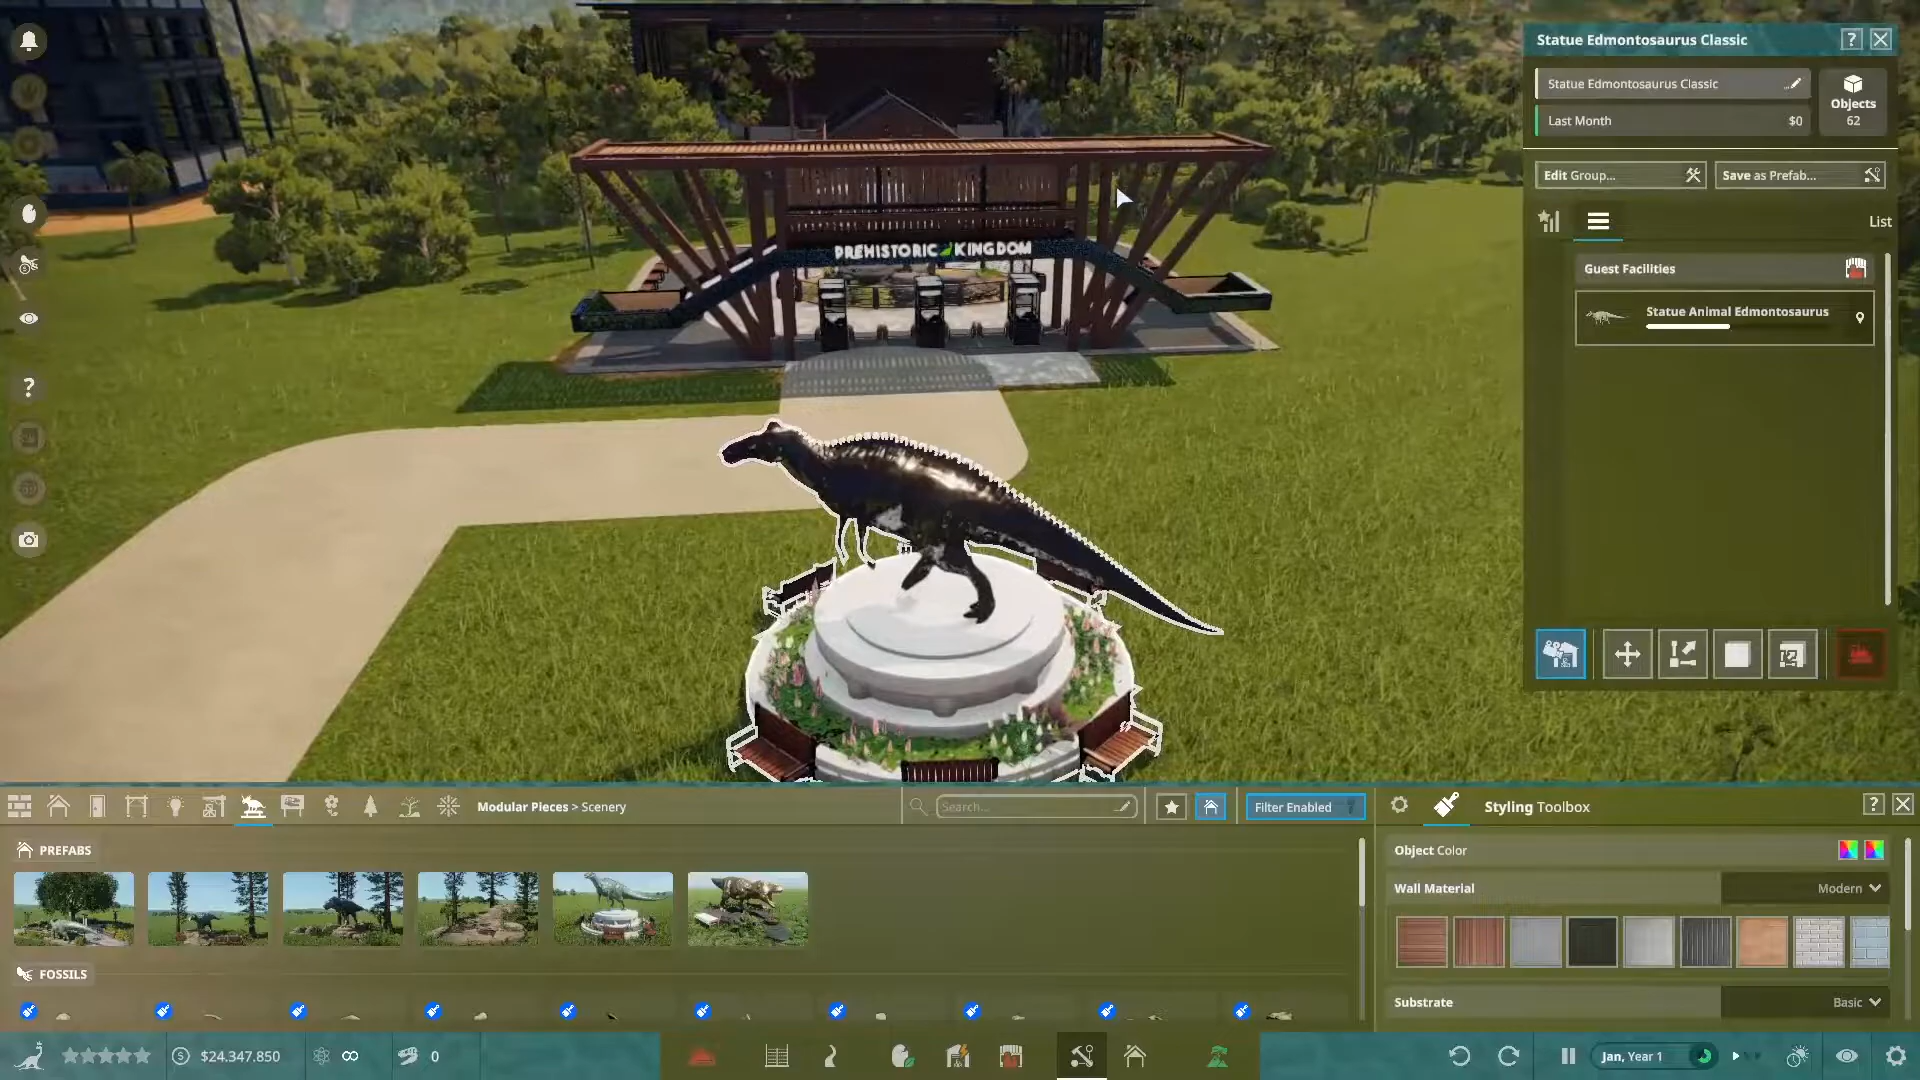 Statue Edmontosaurus Classic
?
Statue Edmontosaurus Classic
Objects
62
Last Month $0
Edit Group...
Save as Prefab...
List
Guest Facilities
Statue Animal Edmontosaurus
PREHISTORIC KINGDOM
?
Modular Pieces > Scenery
Search...
Filter Enabled
Styling Toolbox
?
PREFABS
Object Color
Wall Material
Modern
FOSSILS
Substrate
Basic
$24.347.850
∞
0
Jan, Year 1